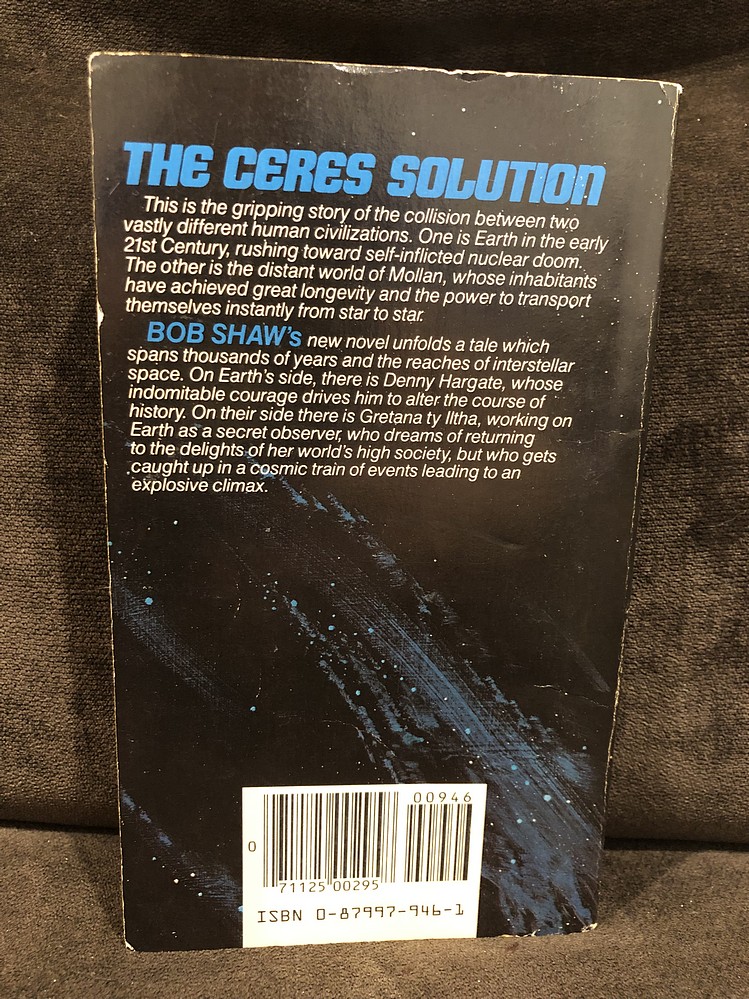 THE CERES SOLUTION
This is the gripping story of the collision between two
vastly different human civilizations. One is Earth in the early
21st Century, rushing toward self-inflicted nuclear doom.
The other is the distant world of Mollan, whose inhabitants
have achieved great longevity and the power to transport
themselves instantly from star to star.
BOB SHAW's new novel unfolds a tale which
spans thousands of years and the reaches of interstellar
space. On Earth's side, there is Denny Hargate, whose
indomitable courage drives him to alter the course of
history. On their side there is Gretana ty Iltha, working on
Earth as a secret observer, who dreams of returning
to the delights of her world's high society, but who gets
caught up in a cosmic train of events leading to an
explosive climax.
00946
0
71125 00295
ISBN 0-87997-946-1